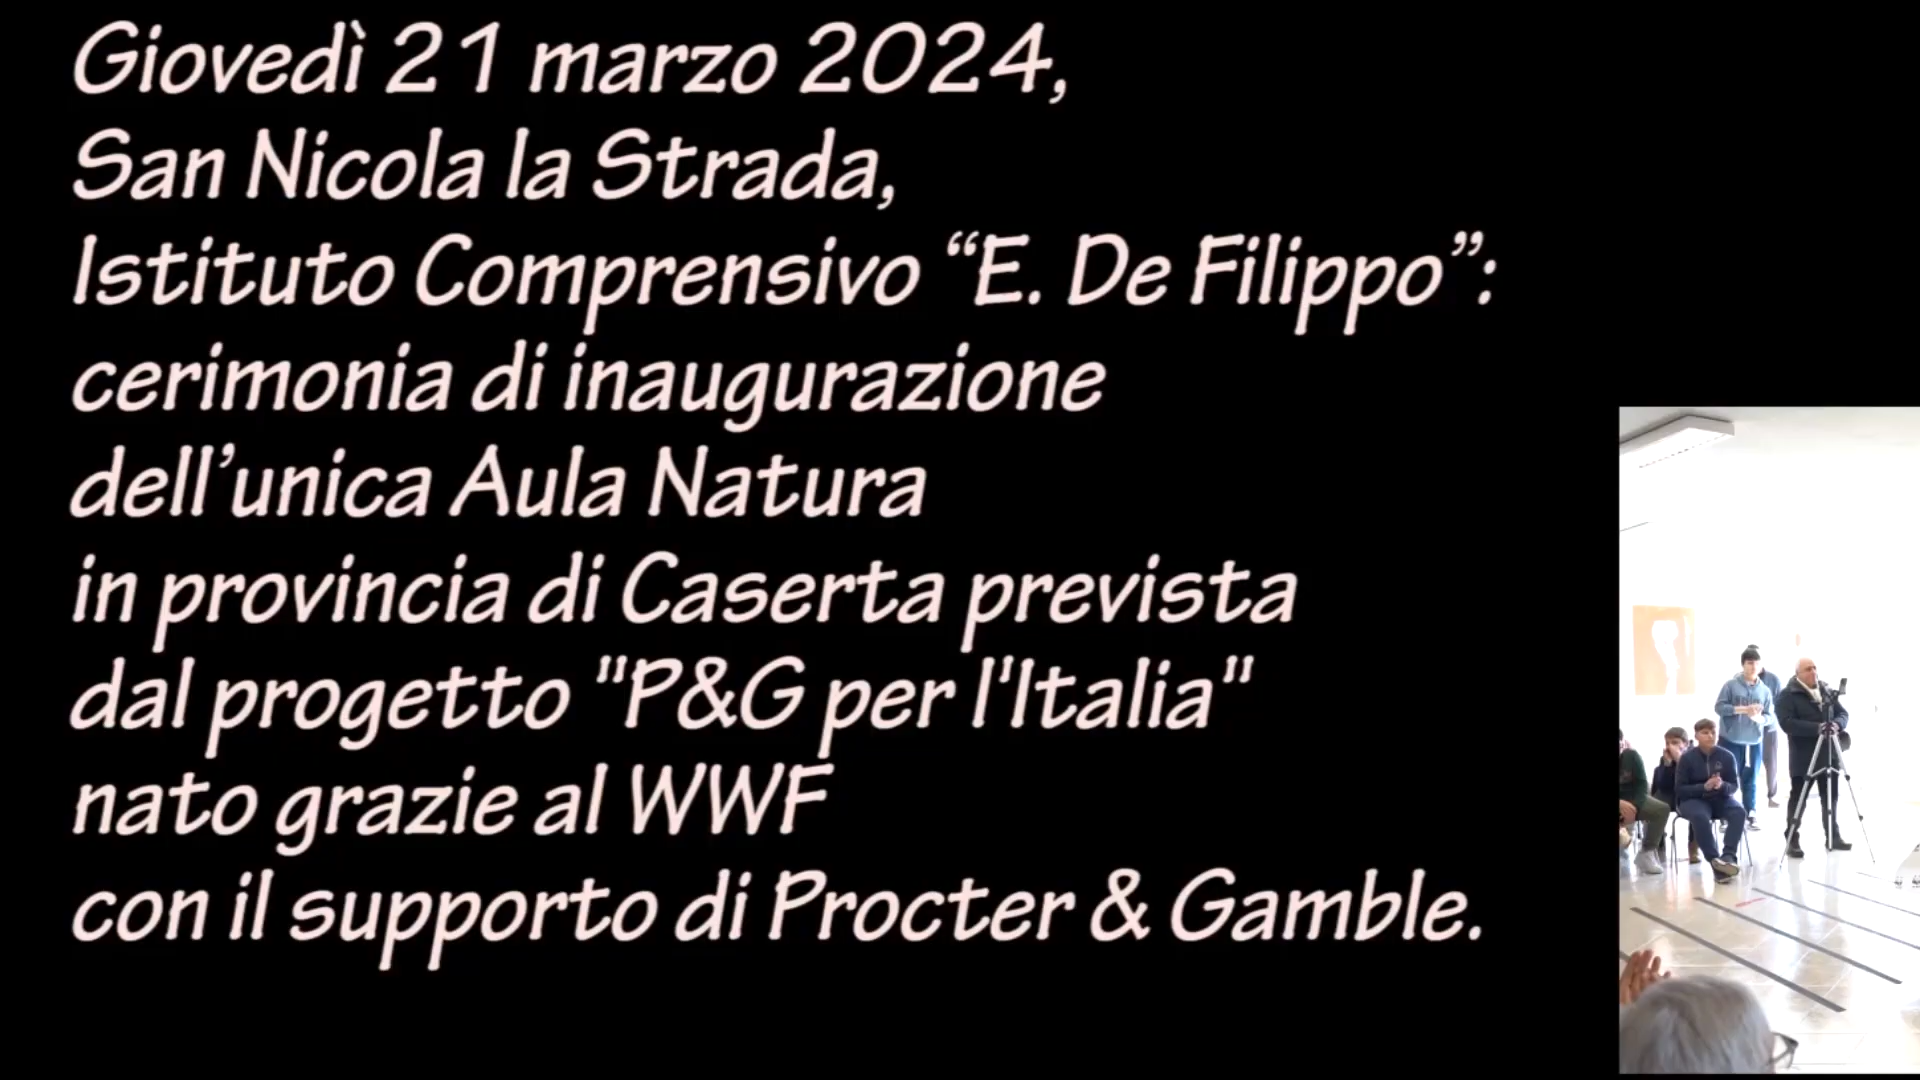 Giovedì 21 marzo 2024,
San Nicola la Strada,
Istituto Comprensivo “E. De Filippo”:
cerimonia di inaugurazione
dell’unica Aula Natura
in provincia di Caserta prevista
dal progetto "P&G per l'Italia"
nato grazie al WWF
con il supporto di Procter & Gamble.